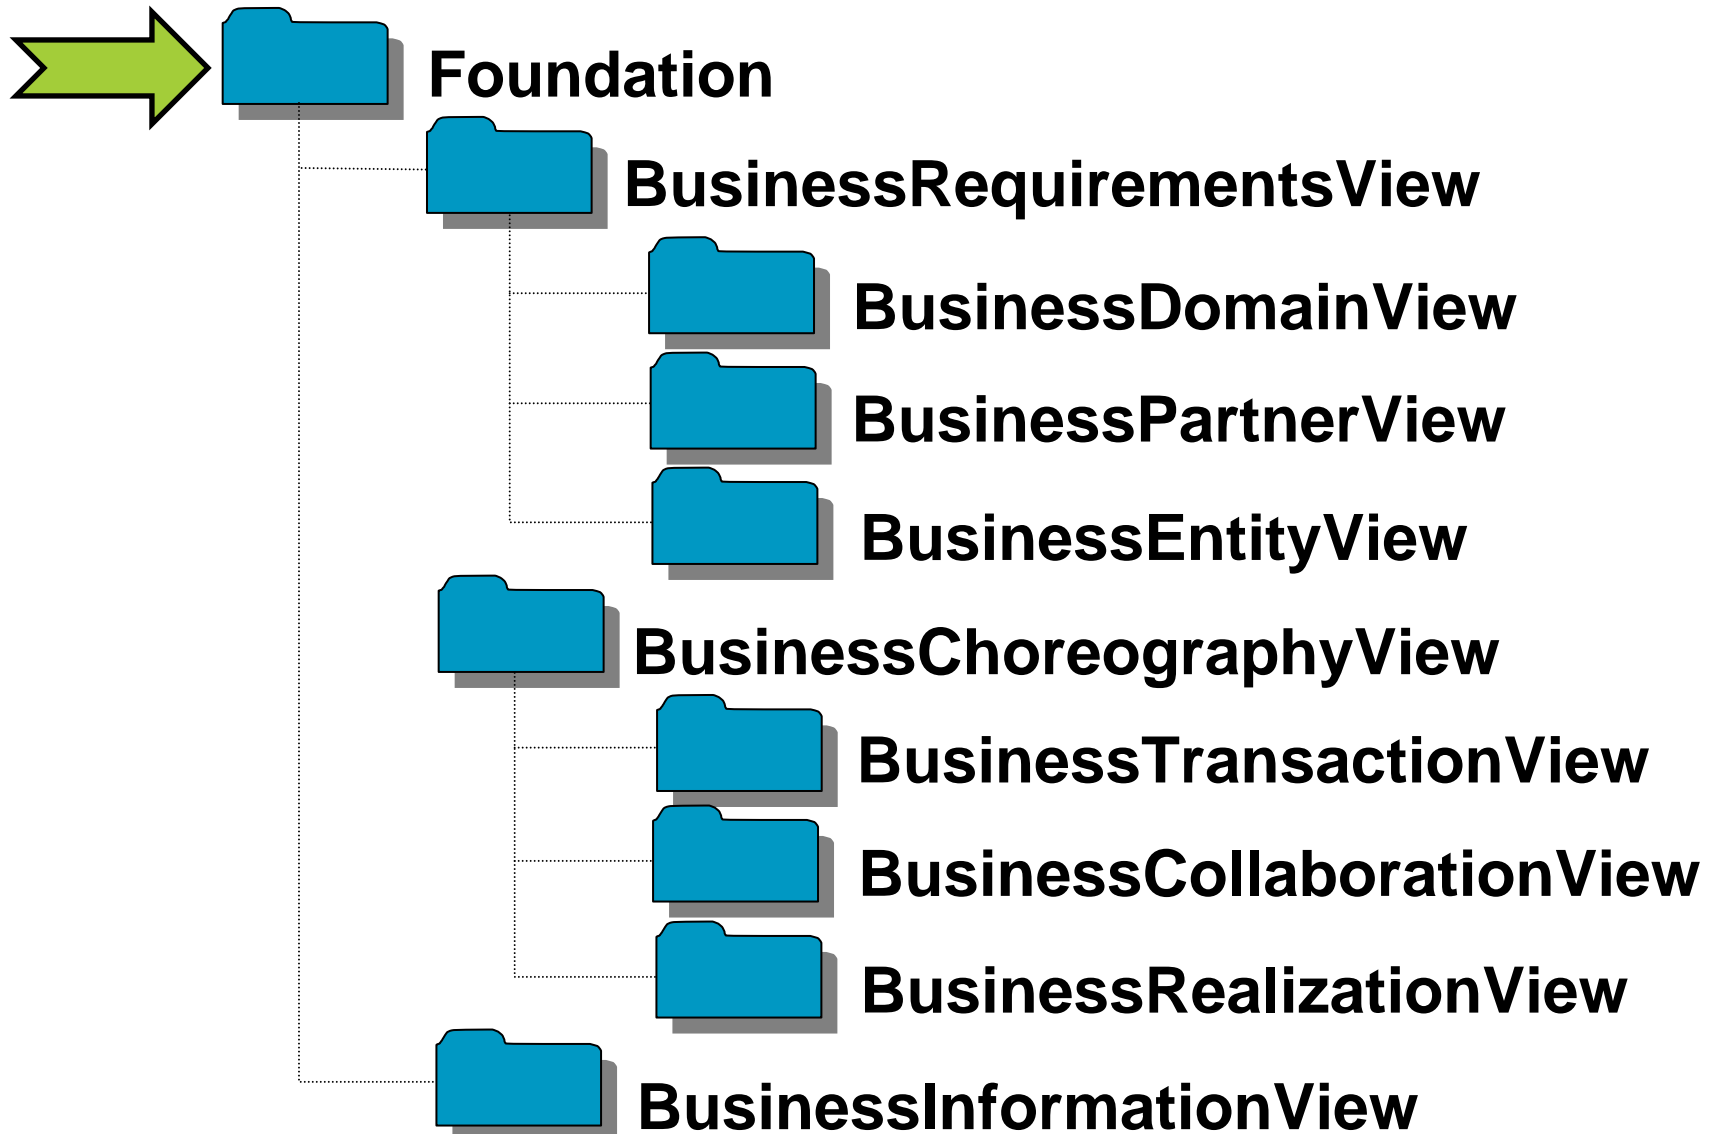 Foundation
BusinessRequirementsView
BusinessDomainView
BusinessPartnerView
BusinessEntityView
BusinessChoreographyView
BusinessTransactionView
BusinessCollaborationView
BusinessRealizationView
BusinessInformationView